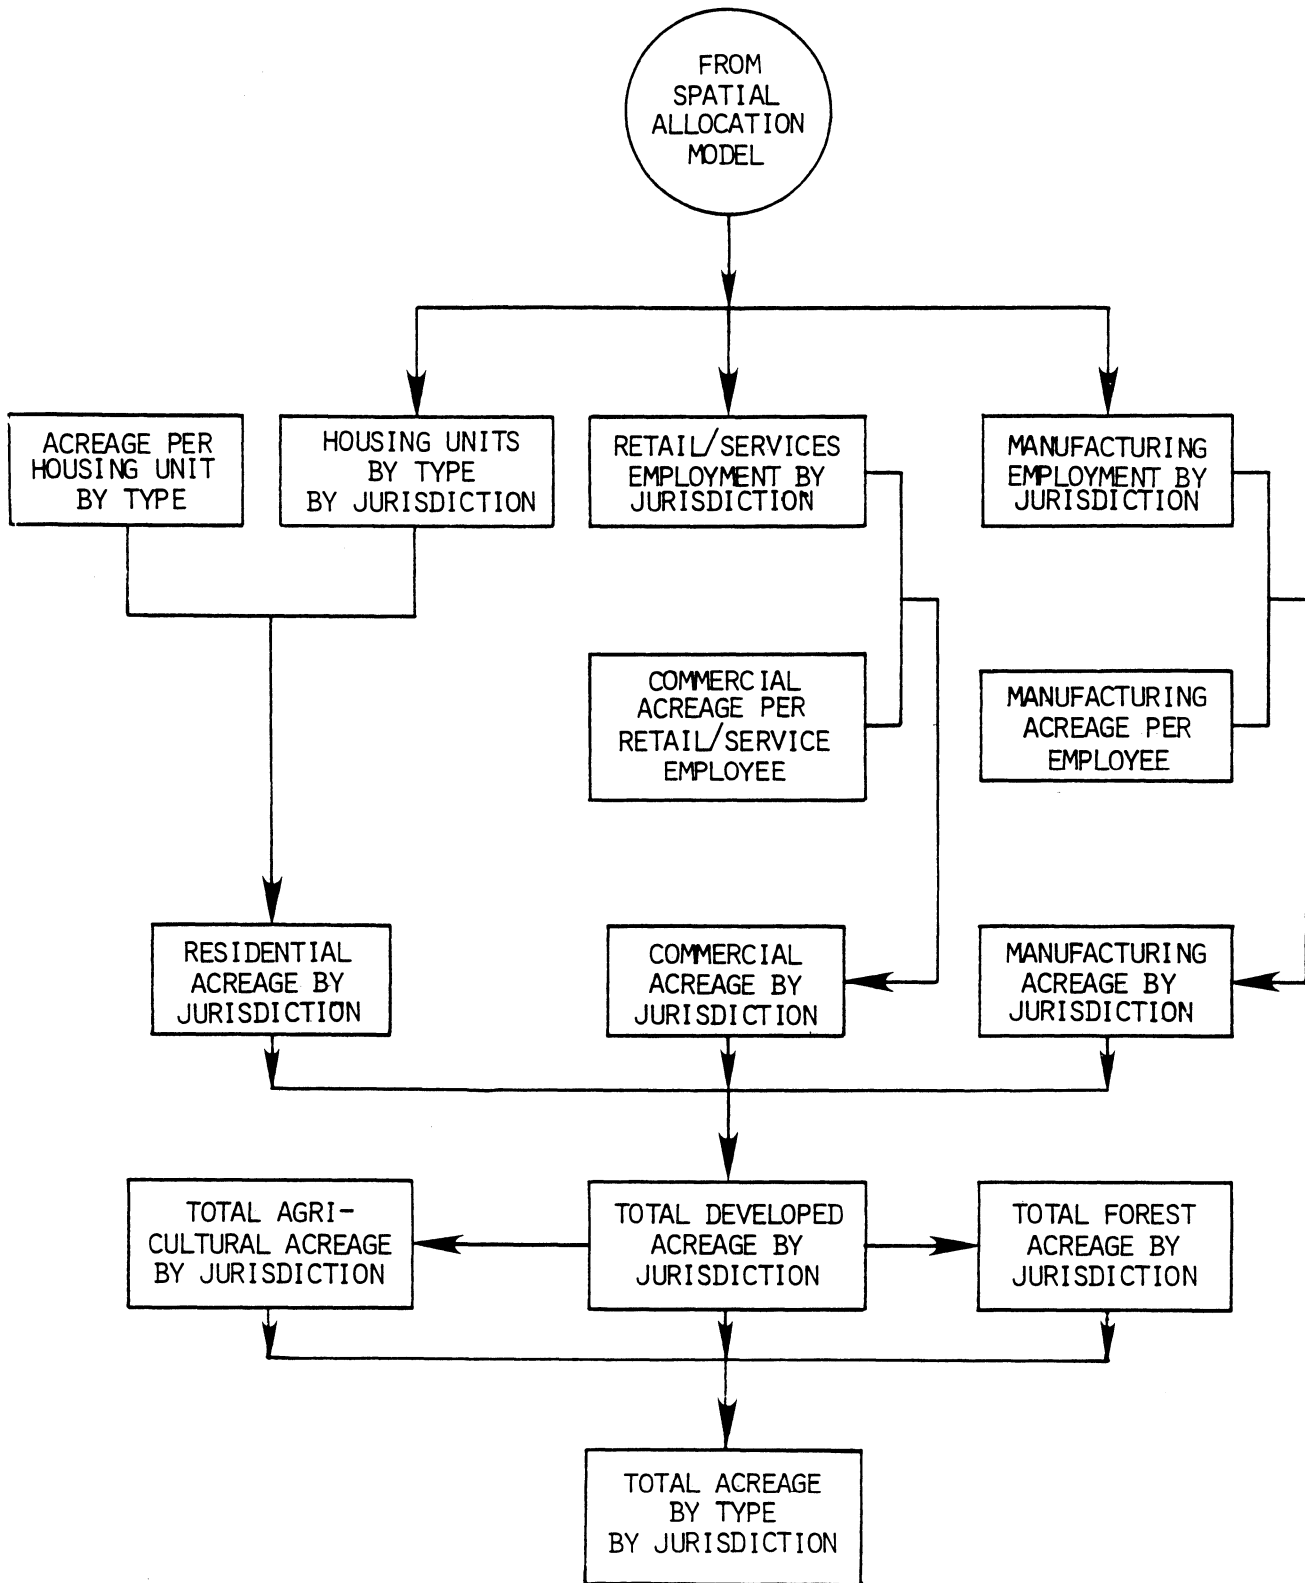 FROM
SPATIAL
ALLOCATION
MODEL
ACREAGE PER
HOUSING UNIT
BY TYPE
HOUSING UNITS
BY TYPE
BY JURISDICTION
RETAIL/SERVICES
EMPLOYMENT BY
JURISDICTION
MANUFACTURING
EMPLOYMENT BY
JURISDICTION
COMMERCIAL
ACREAGE PER
RETAIL/SERVICE
EMPLOYEE
MANUFACTURING
ACREAGE PER
EMPLOYEE
RESIDENTIAL
ACREAGE BY
JURISDICTION
COMMERCIAL
ACREAGE BY
JURISDICTION
MANUFACTURING
ACREAGE BY
JURISDICTION
TOTAL AGRI-
CULTURAL ACREAGE
BY JURISDICTION
TOTAL DEVELOPED
ACREAGE BY
JURISDICTION
TOTAL FOREST
ACREAGE BY
JURISDICTION
TOTAL ACREAGE
BY TYPE
BY JURISDICTION